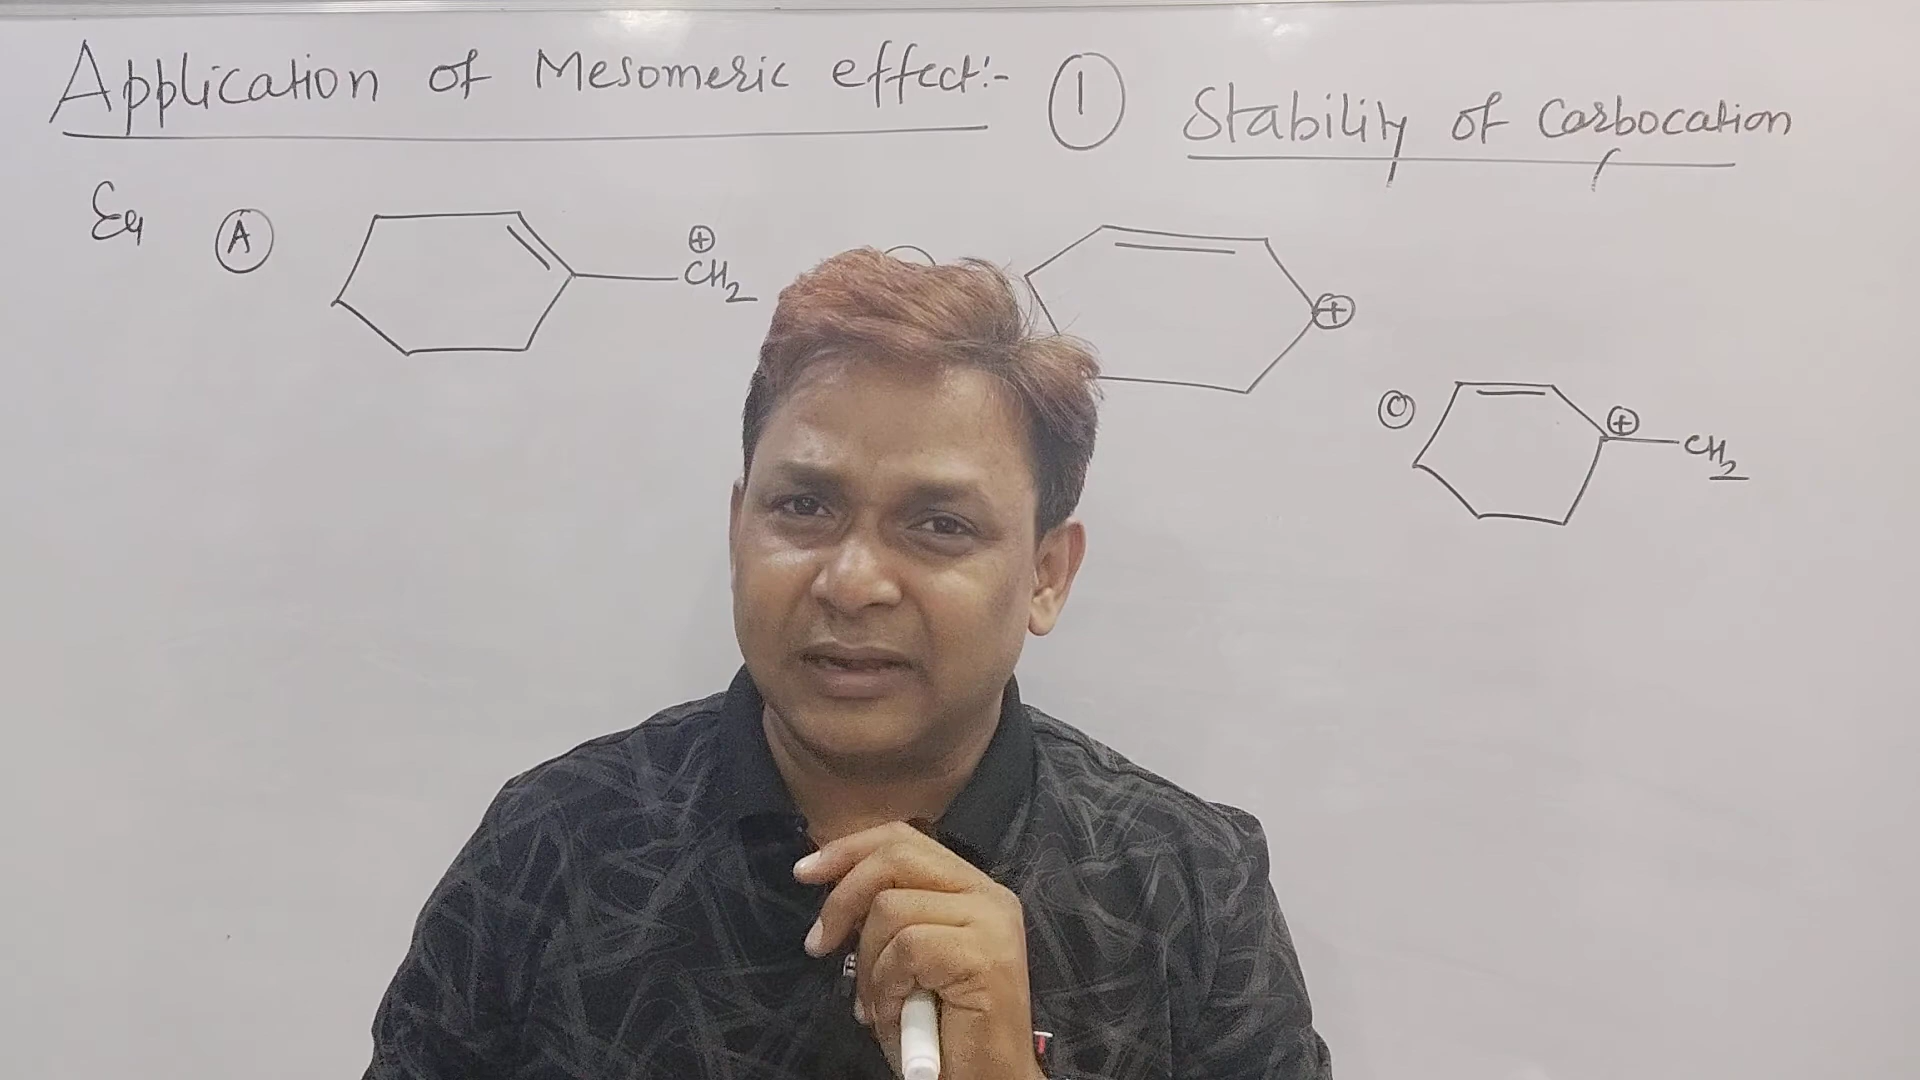 Application of Mesomeric effect:- ① Stability of Carbocation
Eg Ⓐ ⊕
CH2
⊕
Ⓒ ⊕
CH2